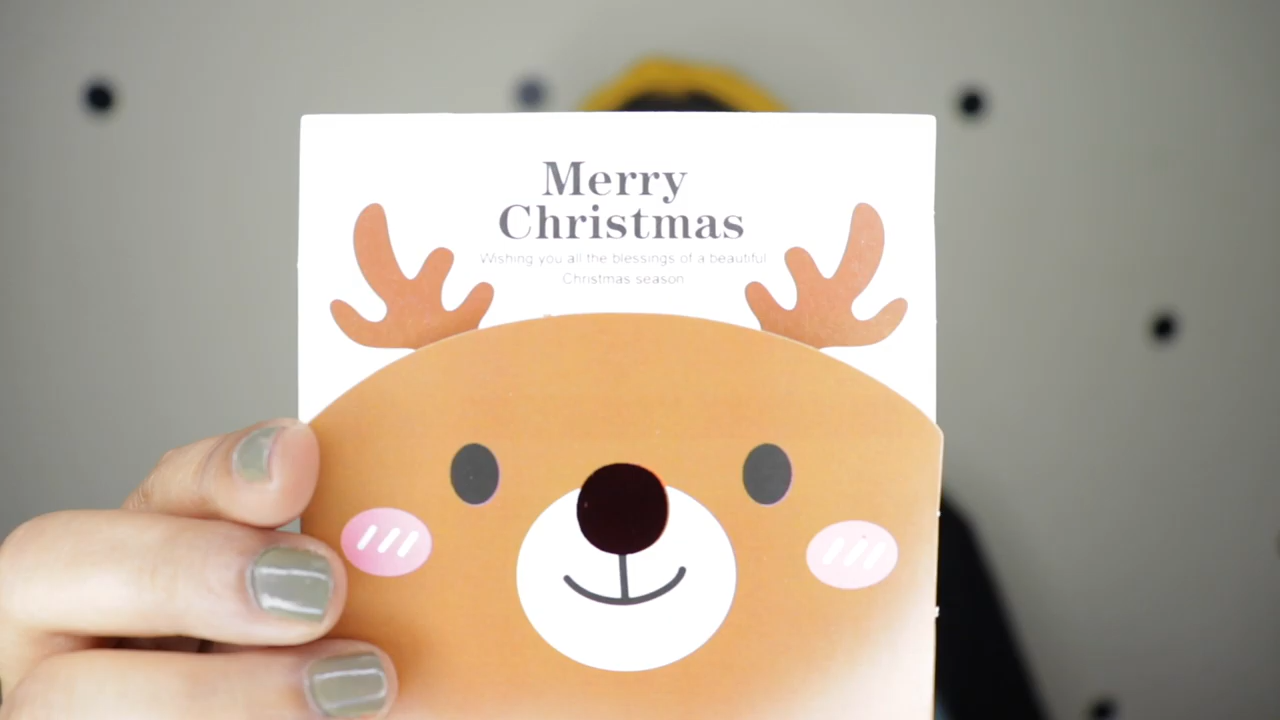 Merry
Christmas
Wishing you all the blessings of a beautiful
Christmas season